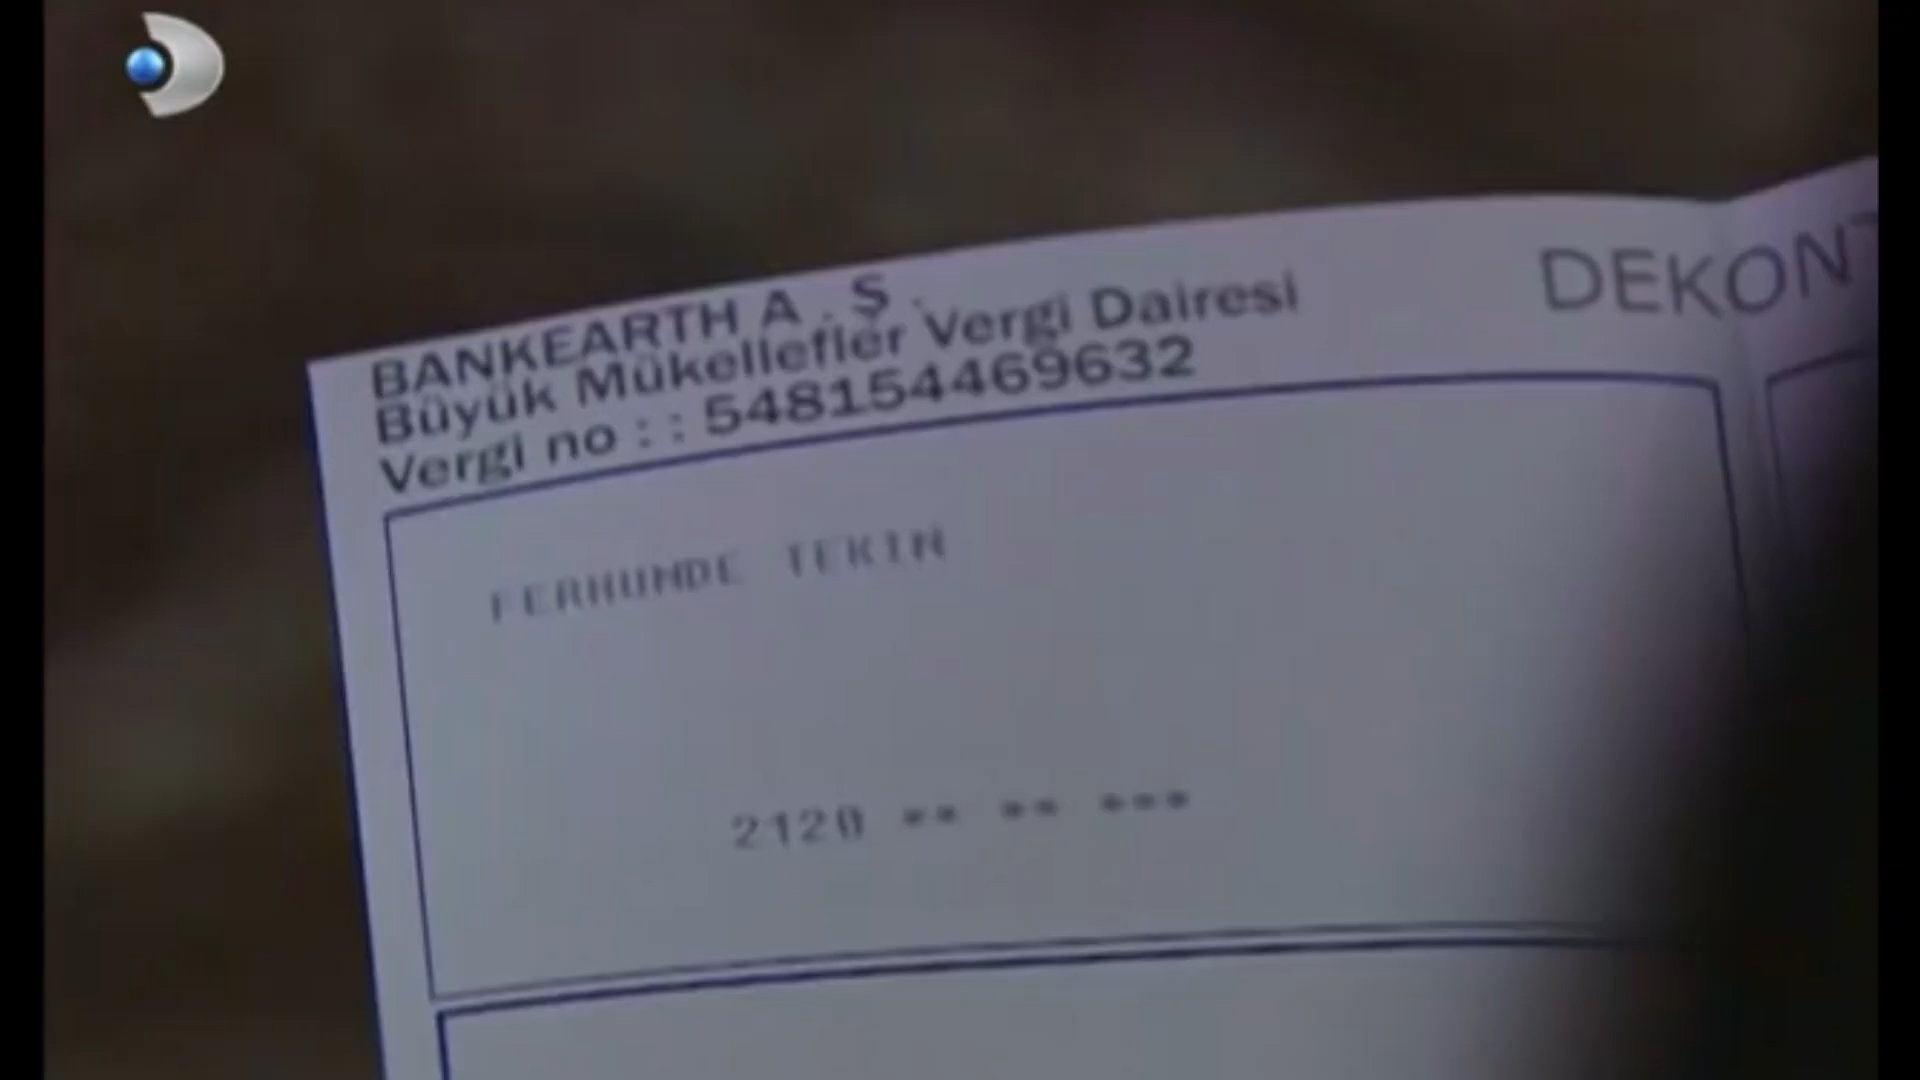 BANKEARTH A . Ş .
Büyük Mükellefler Vergi Dairesi
Vergi no : : 548154469632
DEKONT
FERHUNDE TEKIN
2120 ** ** ***